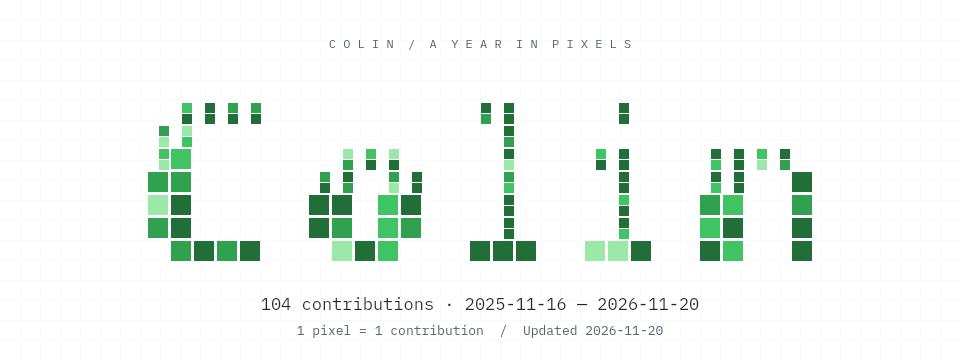 COLIN / A YEAR IN PIXELS
Colin
104 contributions · 2025-11-16 — 2026-11-20
1 pixel = 1 contribution / Updated 2026-11-20